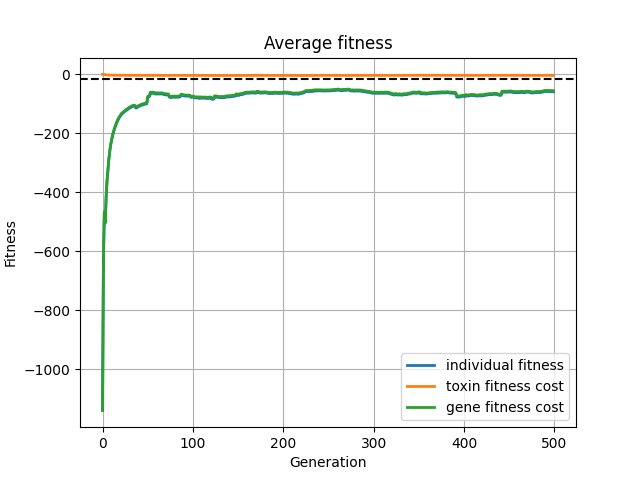 Average fitness
0
−200
−400
−600
−800
−1000
Fitness
individual fitness
toxin fitness cost
gene fitness cost
0
100
200
300
400
500
Generation